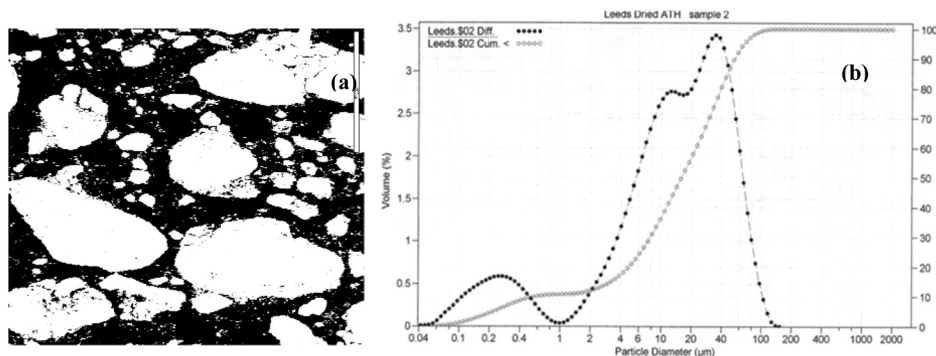 (a)
Leeds Dried ATH sample 2
Leeds.$02 Diff.
Leeds.$02 Cum. <
(b)
Volume (%)
3.5
3
2.5
2
1.5
1
0.5
0
100
90
80
70
60
50
40
30
20
10
0
0.04 0.1 0.2 0.4 1 2 4 6 10 20 40 60 100 200 400 1000 2000
Particle Diameter (um)